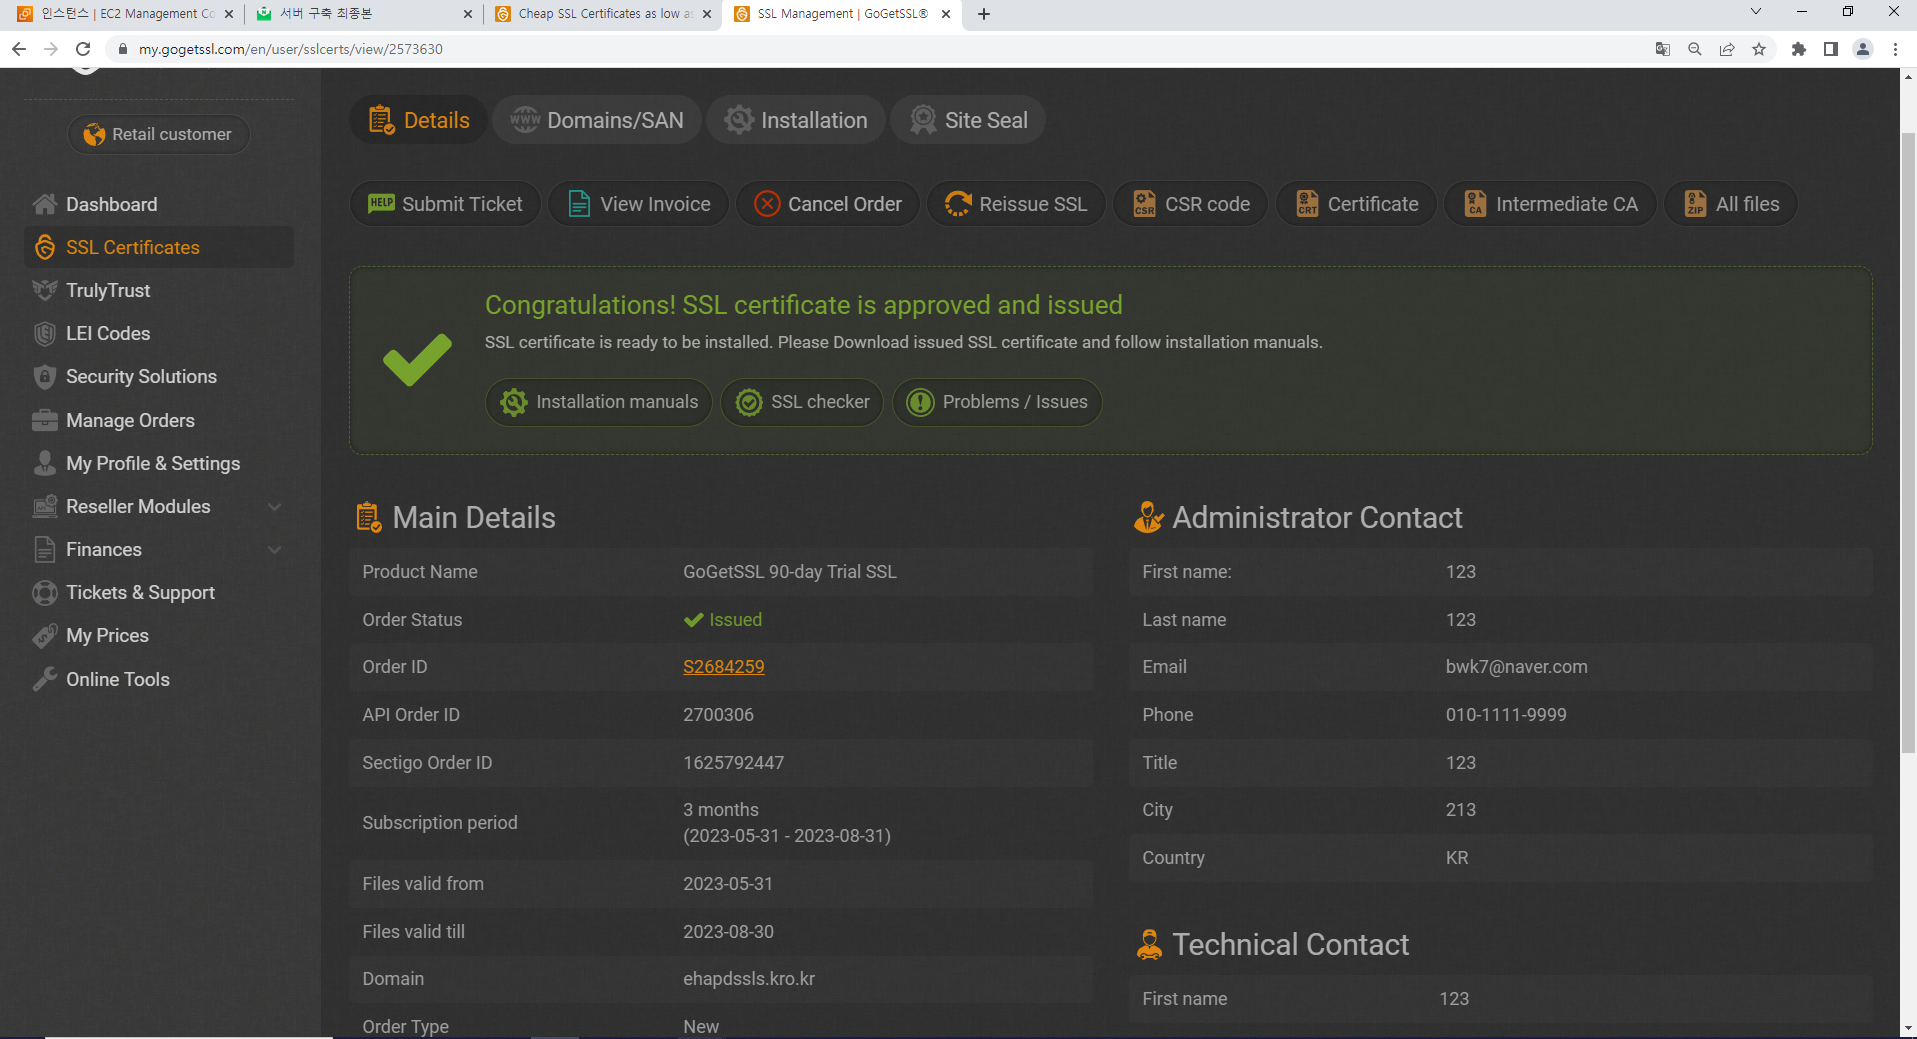 인스턴스 | EC2 Management Co
서버 구축 최종본
Cheap SSL Certificates as low as
SSL Management | GoGetSSL®
my.gogetssl.com/en/user/sslcerts/view/2573630
Retail customer
Dashboard
SSL Certificates
TrulyTrust
LEI Codes
Security Solutions
Manage Orders
My Profile & Settings
Reseller Modules
Finances
Tickets & Support
My Prices
Online Tools
Details
WWW Domains/SAN
Installation
Site Seal
HELP Submit Ticket
View Invoice
Cancel Order
Reissue SSL
CSR CSR code
CRT Certificate
CA Intermediate CA
ZIP All files
Congratulations! SSL certificate is approved and issued
SSL certificate is ready to be installed. Please Download issued SSL certificate and follow installation manuals.
Installation manuals
SSL checker
Problems / Issues
Main Details
Product Name GoGetSSL 90-day Trial SSL
Order Status Issued
Order ID S2684259
API Order ID 2700306
Sectigo Order ID 1625792447
Subscription period 3 months
(2023-05-31 - 2023-08-31)
Files valid from 2023-05-31
Files valid till 2023-08-30
Domain ehapdssls.kro.kr
Order Type New
Administrator Contact
First name: 123
Last name 123
Email bwk7@naver.com
Phone 010-1111-9999
Title 123
City 213
Country KR
Technical Contact
First name 123